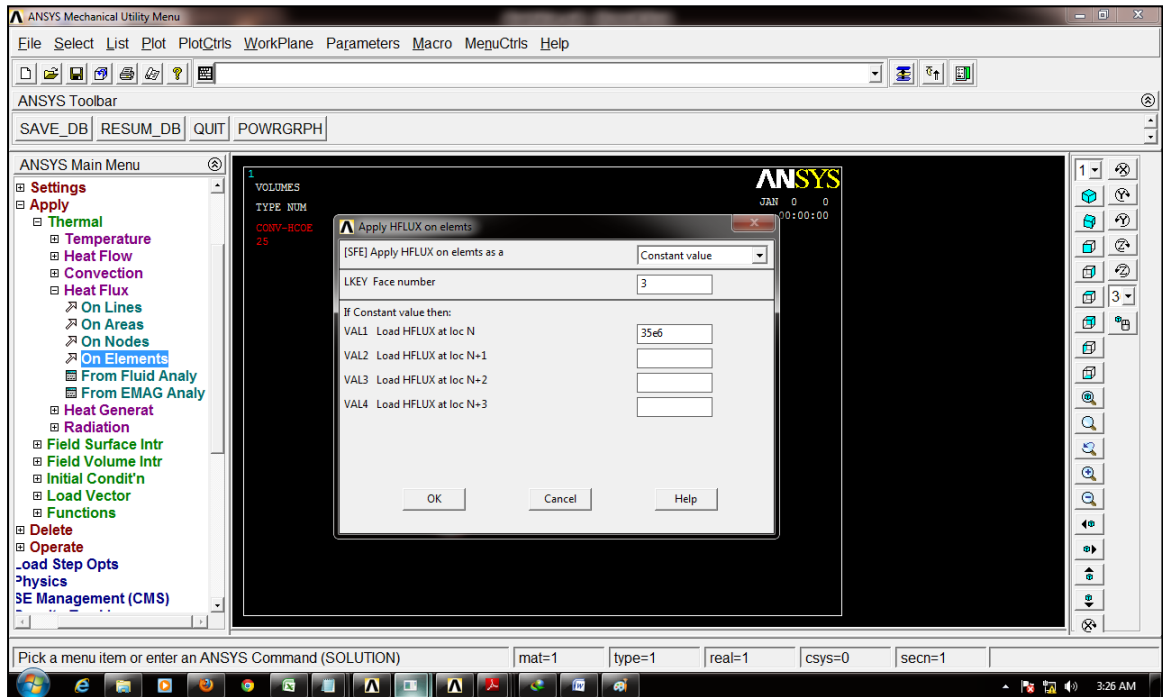 ANSYS Mechanical Utility Menu
File Select List Plot PlotCtrls WorkPlane Parameters Macro MenuCtrls Help
ANSYS Toolbar
SAVE_DB RESUM_DB QUIT POWRGRPH
ANSYS Main Menu
Settings
Apply
Thermal
Temperature
Heat Flow
Convection
Heat Flux
On Lines
On Areas
On Nodes
On Elements
From Fluid Analy
From EMAG Analy
Heat Generat
Radiation
Field Surface Intr
Field Volume Intr
Initial Condit'n
Load Vector
Functions
Delete
Operate
Load Step Opts
Physics
SE Management (CMS)
1
VOLUMES
TYPE NUM
CONV-HCOE
25
ANSYS
JAN 0 0
00:00:00
Apply HFLUX on elemts
[SFE] Apply HFLUX on elemts as a Constant value
LKEY Face number 3
If Constant value then:
VAL1 Load HFLUX at loc N 35e6
VAL2 Load HFLUX at loc N+1
VAL3 Load HFLUX at loc N+2
VAL4 Load HFLUX at loc N+3
OK Cancel Help
1
3
Pick a menu item or enter an ANSYS Command (SOLUTION) mat=1 type=1 real=1 csys=0 secn=1
3:26 AM